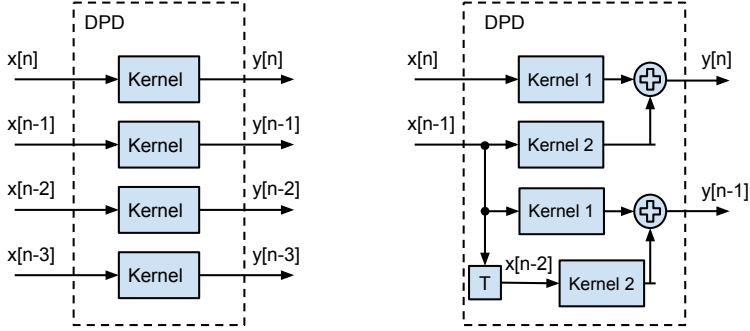 DPD
x[n]
Kernel
y[n]
x[n-1]
Kernel
y[n-1]
x[n-2]
Kernel
y[n-2]
x[n-3]
Kernel
y[n-3]
DPD
x[n]
Kernel 1
y[n]
x[n-1]
Kernel 2
Kernel 1
y[n-1]
T
x[n-2]
Kernel 2